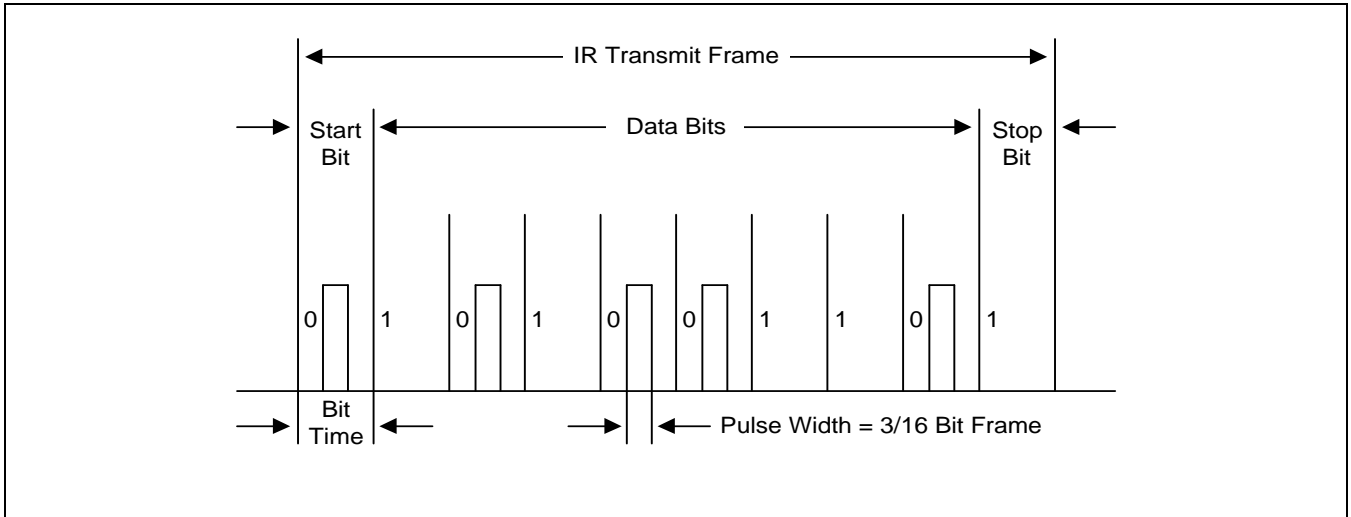 IR Transmit Frame
Start
Bit
Data Bits
Stop
Bit
0 1 0 1 0 0 1 1 0 1
Bit
Time
Pulse Width = 3/16 Bit Frame